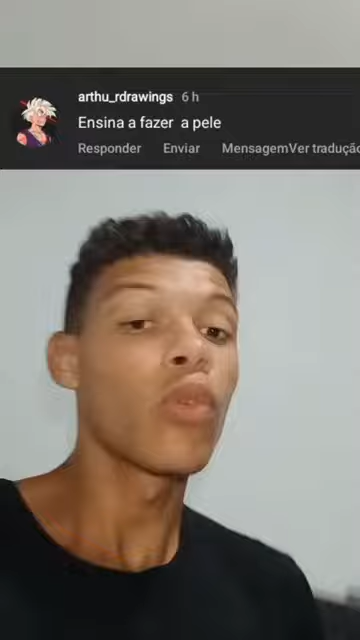 arthu_rdrawings 6 h
Ensina a fazer a pele
Responder Enviar MensagemVer tradução